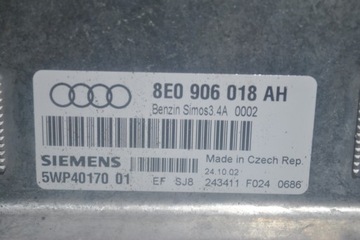 8E0 906 018 AH
Benzin Simos3 4A 0002
SIEMENS
Made in Czech Rep.
24.10.02
5WP40170 01
EF SJ8 243411 F024 0686